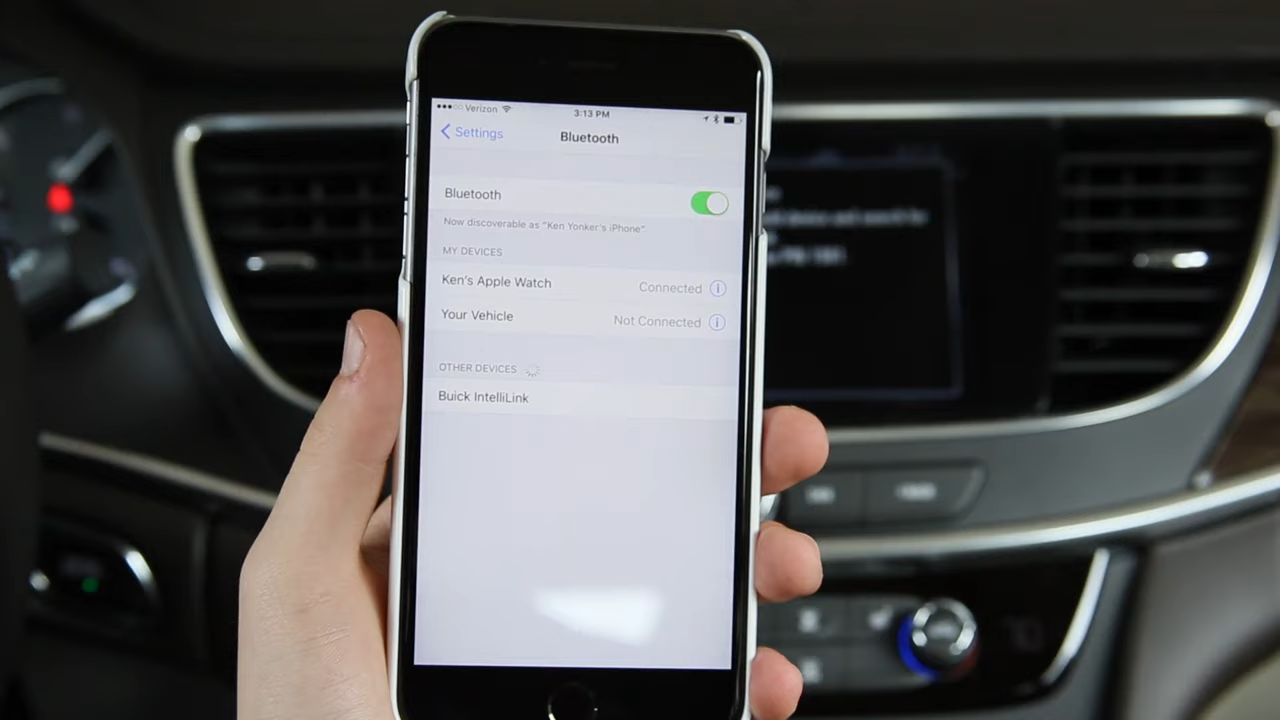 Verizon 3:13 PM
Settings Bluetooth
Bluetooth
Now discoverable as “Ken Yonker's iPhone”.
MY DEVICES
Ken's Apple Watch Connected
Your Vehicle Not Connected
OTHER DEVICES
Buick IntelliLink